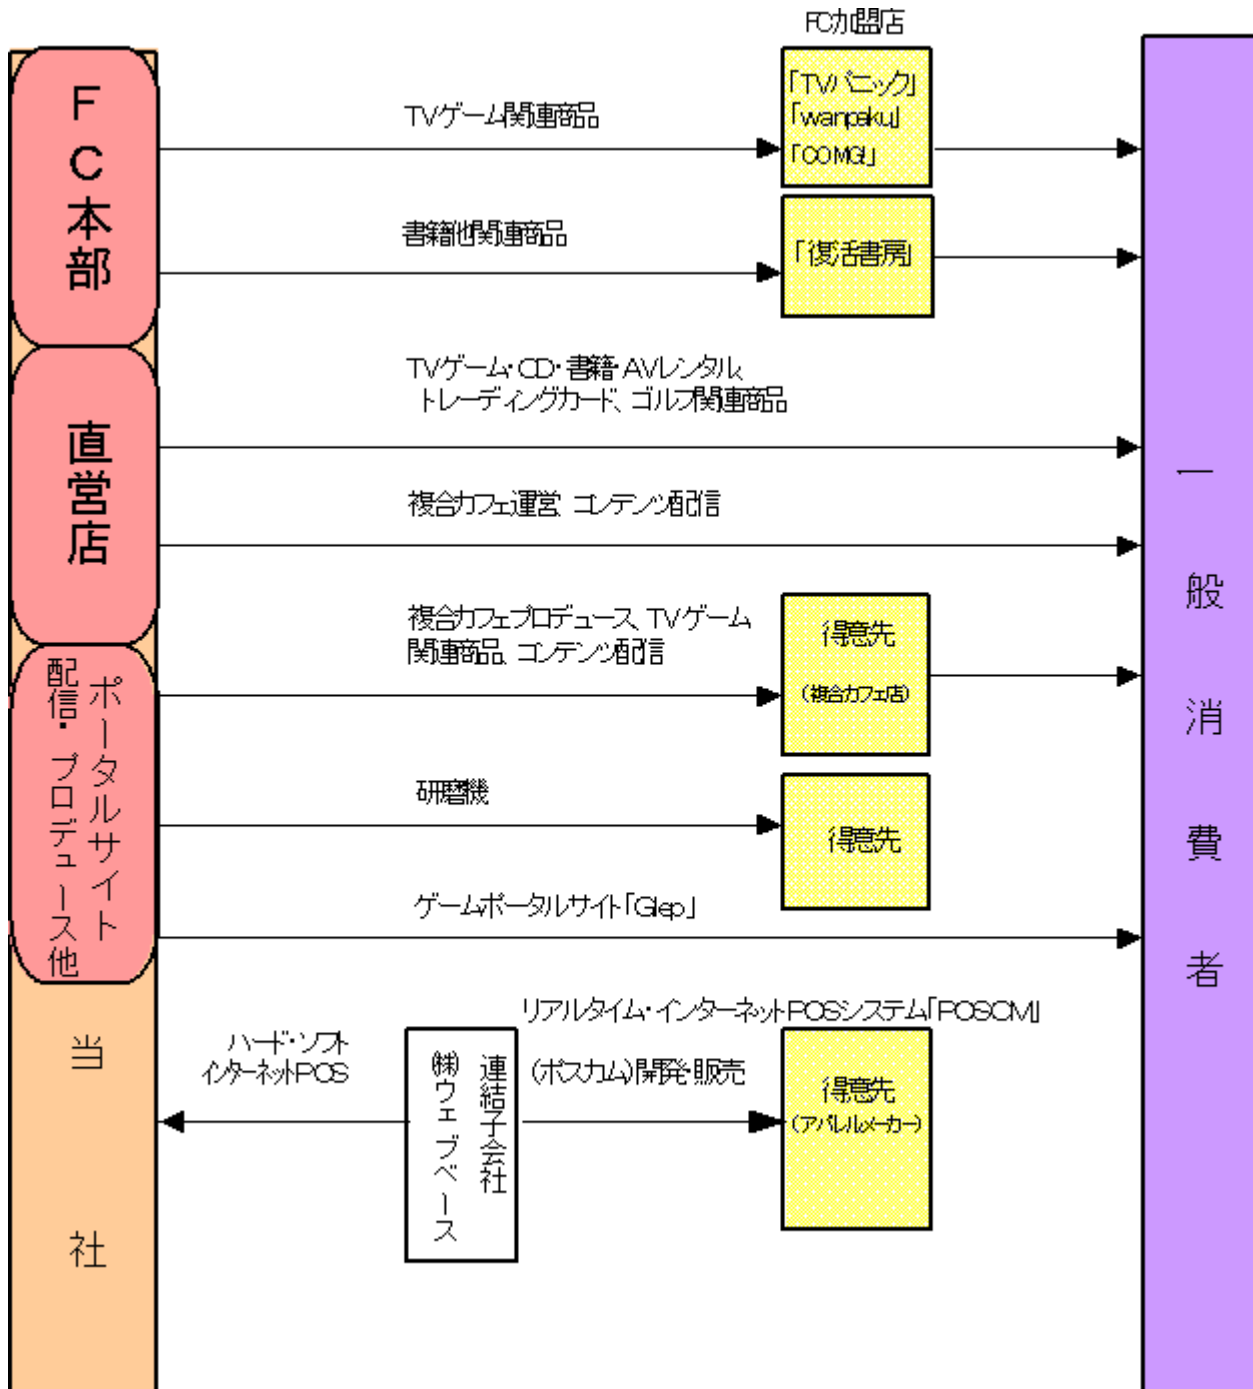 FC加盟店
FC本部
TVゲーム関連商品
「TVパニック」
「wanpaku」
「COMG!」
書籍他関連商品
「復活書房」
直営店
TVゲーム・CD・書籍・AVレンタル、
トレーディングカード、ゴルフ関連商品
複合カフェ運営、コンテンツ配信
ポータルサイト
配信・プロデュース他
複合カフェプロデュース、TVゲーム
関連商品、コンテンツ配信
得意先
(複合カフェ店)
研磨機
得意先
ゲームポータルサイト「Glep」
当社
ハード・ソフト
インターネットPOS
連結子会社
㈱ウェブベース
リアルタイム・インターネットPOSシステム「POSCM」
(ポスカム)開発・販売
得意先
(アパレルメーカー)
一般消費者